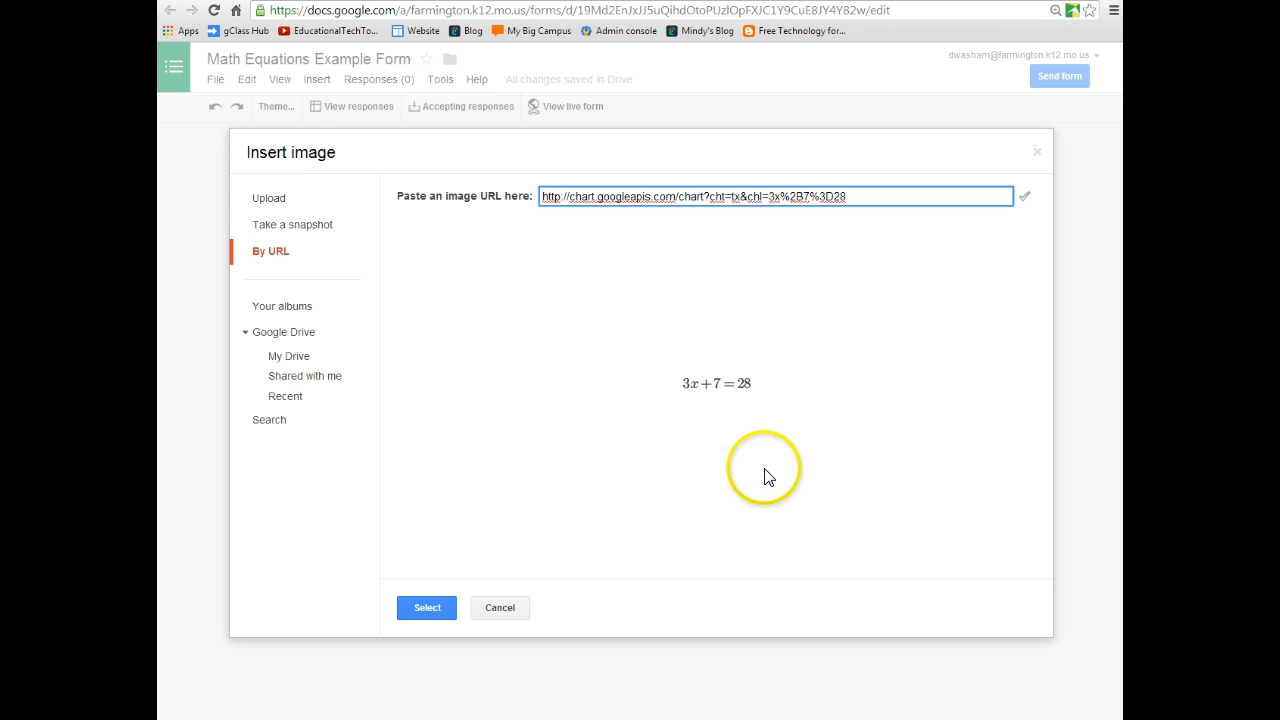 https://docs.google.com/a/farmington.k12.mo.us/forms/d/19Md2EnJxJJ5uQihdOtoPUzlOpFXJC1Y9CuE8JY4Y82w/edit
Apps gClass Hub EducationalTechTo... Website Blog My Big Campus Admin console Mindy's Blog Free Technology for...
Math Equations Example Form
dwasham@farmington.k12.mo.us
File Edit View Insert Responses (0) Tools Help All changes saved in Drive
Send form
Theme... View responses Accepting responses View live form
Insert image
Upload
Paste an image URL here: http://chart.googleapis.com/chart?cht=tx&chl=3x%2B7%3D28
Take a snapshot
By URL
Your albums
Google Drive
My Drive
Shared with me
Recent
Search
3x+7=28
Select Cancel